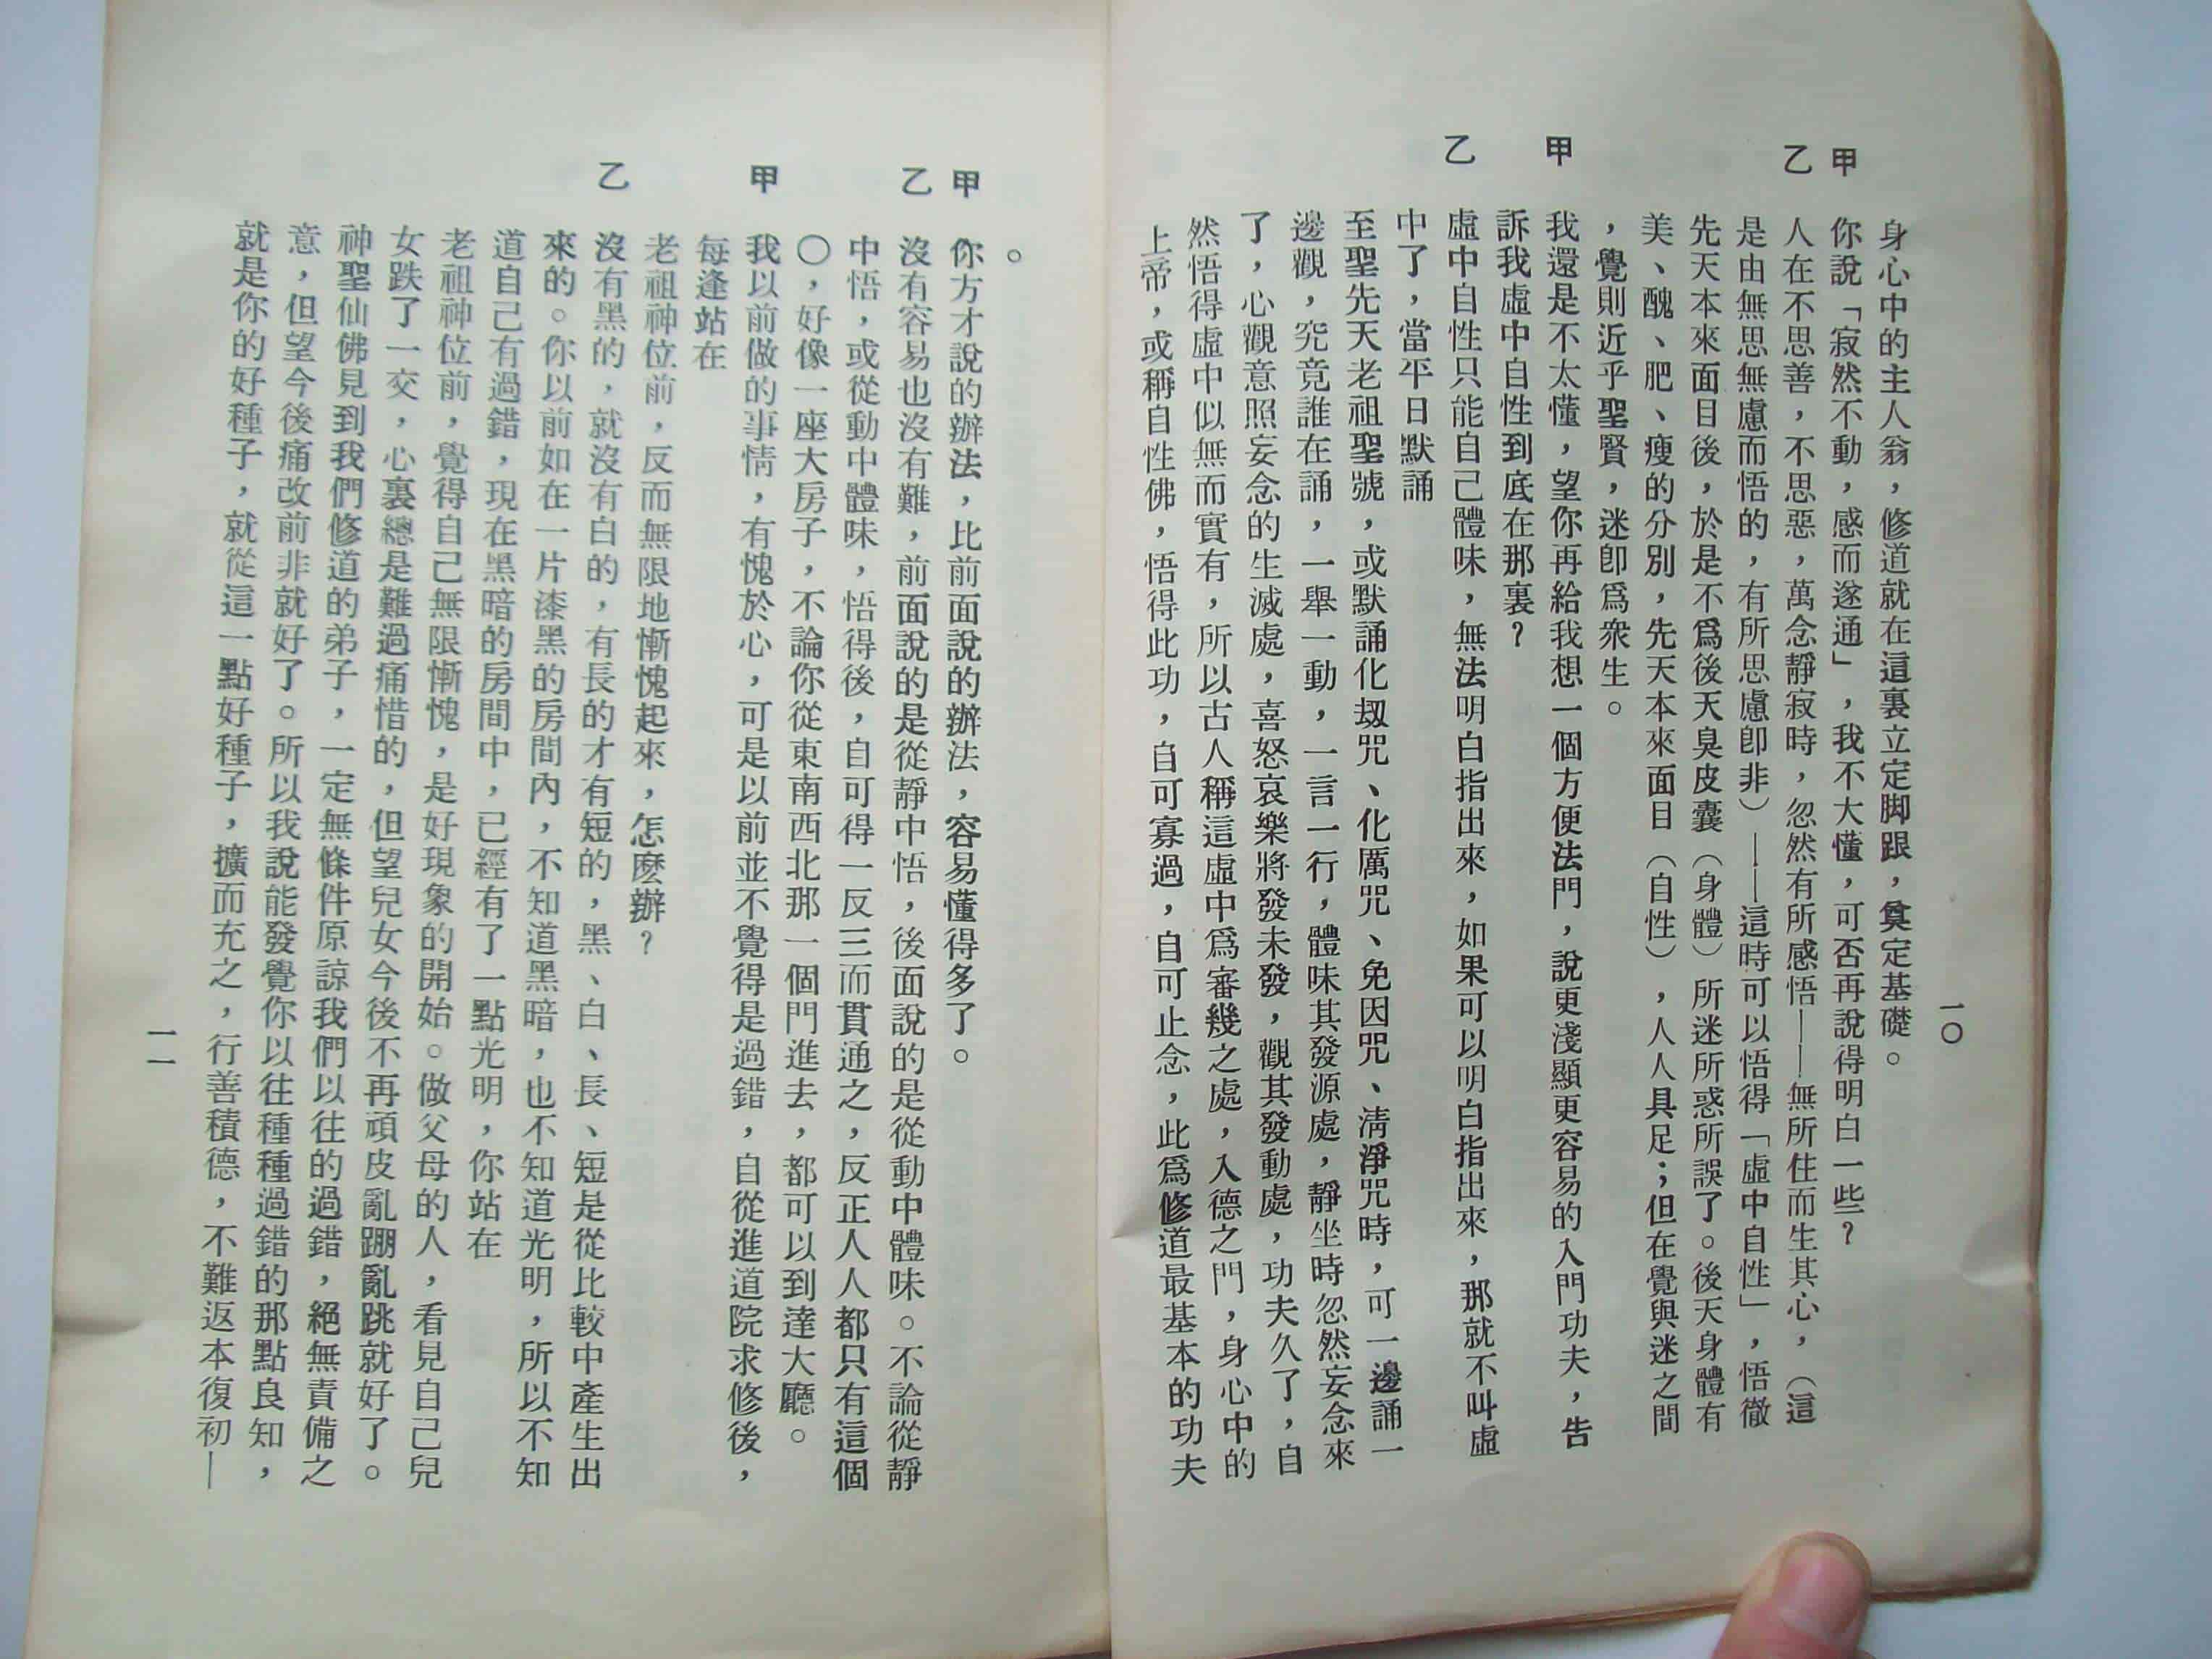 一〇
身心中的主人翁，修道就在這裏立定脚跟，奠定基礎。
甲　你說「寂然不動，感而遂通」，我不大懂，可否再說得明白一些？
乙　人在不思善，不思惡，萬念靜寂時，忽然有所感悟——無所住而生其心，（這
是由無思無慮而悟的，有所思慮卽非）——這時可以悟得「虛中自性」，悟徹
先天本來面目後，於是不爲後天臭皮囊（身體）所迷所惑所誤了。後天身體有
美、醜、肥、瘦的分別，先天本來面目（自性），人人具足；但在覺與迷之間
，覺則近乎聖賢，迷卽爲衆生。
甲　我還是不太懂，望你再給我想一個方便法門，說更淺顯更容易的入門功夫，告
訴我虛中自性到底在那裏？
乙　虛中自性只能自己體味，無法明白指出來，如果可以明白指出來，那就不叫虛
中了，當平日默誦
至聖先天老祖聖號，或默誦化刼咒、化厲咒、免因咒、淸淨咒時，可一邊誦一
邊觀，究竟誰在誦，一舉一動，一言一行，體味其發源處，靜坐時忽然妄念來
了，心觀意照妄念的生滅處，喜怒哀樂將發未發，觀其發動處，功夫久了，自
然悟得虛中似無而實有，所以古人稱這虛中爲審幾之處，入德之門，身心中的
上帝，或稱自性佛，悟得此功，自可寡過，自可止念，此爲修道最基本的功夫
。
甲　你方才說的辦法，比前面說的辦法，容易懂得多了。
乙　沒有容易也沒有難，前面說的是從靜中悟，後面說的是從動中體味。不論從靜
中悟，或從動中體味，悟得後，自可得一反三而貫通之，反正人人都只有這個
〇，好像一座大房子，不論你從東南西北那一個門進去，都可以到達大廳。
甲　我以前做的事情，有愧於心，可是以前並不覺得是過錯，自從進道院求修後，
每逢站在
老祖神位前，反而無限地慚愧起來，怎麽辦？
乙　沒有黑的，就沒有白的，有長的才有短的，黑、白、長、短是從比較中產生出
來的。你以前如在一片漆黑的房間內，不知道黑暗，也不知道光明，所以不知
道自己有過錯，現在黑暗的房間中，已經有了一點光明，你站在
老祖神位前，覺得自己無限慚愧，是好現象的開始。做父母的人，看見自己兒
女跌了一交，心裏總是難過痛惜的，但望兒女今後不再頑皮亂蹦亂跳就好了。
神聖仙佛見到我們修道的弟子，一定無條件原諒我們以往的過錯，絕無責備之
意，但望今後痛改前非就好了。所以我說能發覺你以往種種過錯的那點良知，
就是你的好種子，就從這一點好種子，擴而充之，行善積德，不難返本復初—
一一